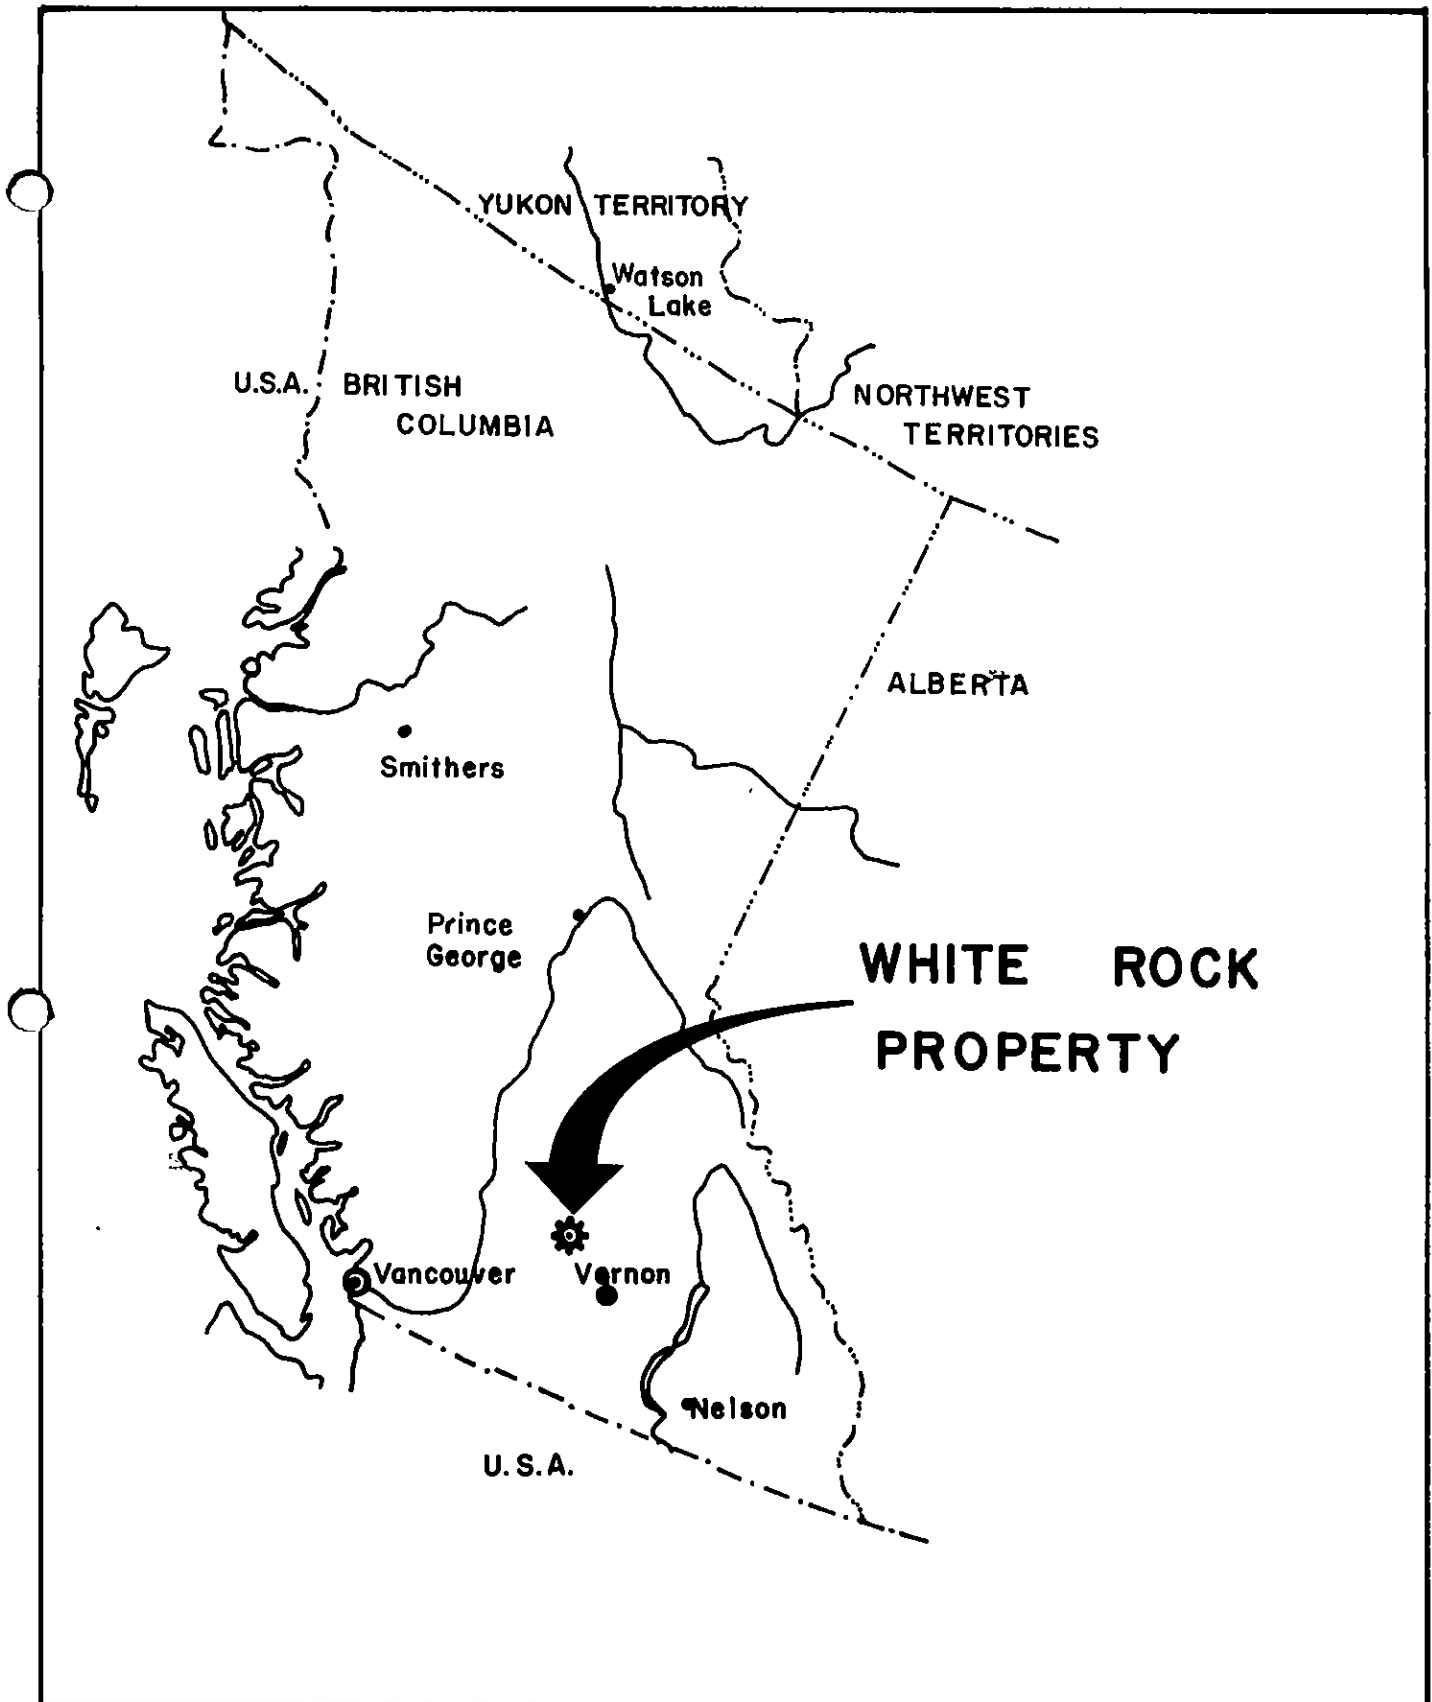 YUKON TERRITORY
Watson
Lake
U.S.A.
BRITISH
COLUMBIA
NORTHWEST
TERRITORIES
ALBERTA
Smithers
Prince
George
WHITE ROCK
PROPERTY
Vancouver
Vernon
Nelson
U.S.A.